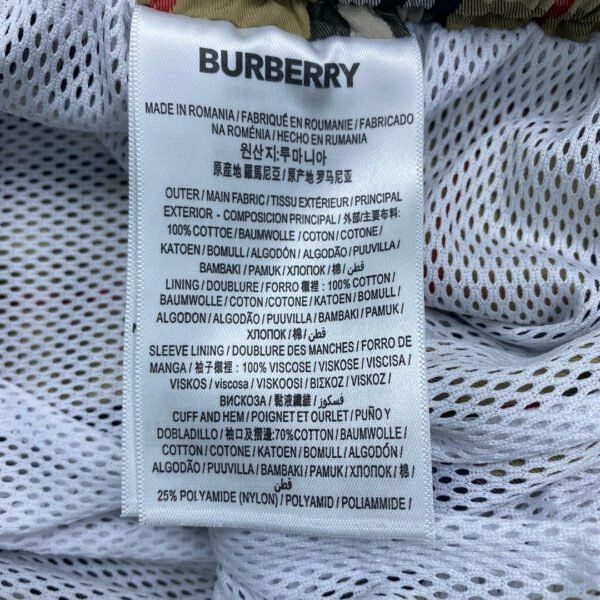 BURBERRY
MADE IN ROMANIA / FABRIQUÉ EN ROUMANIE / FABRICADO
NA ROMÉNIA / HECHO EN RUMANIA
원산지:루마니아
原産地 羅馬尼亞 / 原产地 罗马尼亚
OUTER / MAIN FABRIC / TISSU EXTÉRIEUR / PRINCIPAL
EXTERIOR - COMPOSICION PRINCIPAL / 外部/主要布料:
100% COTTOE / BAUMWOLLE / COTON / COTONE /
KATOEN / BOMULL / ALGODÓN / ALGODÃO / PUUVILLA /
BAMBAKI / PAMUK / ХЛОПОК / 棉 / قطن /
LINING / DOUBLURE / FORRO 襯裡 : 100% COTTON /
BAUMWOLLE / COTON /COTONE / KATOEN / BOMULL /
ALGODON / ALGODÃO / PUUVILLA / BAMBAKI / PAMUK /
ХЛОПОК / 棉/ قطن /
SLEEVE LINING / DOUBLURE DES MANCHES / FORRO DE
MANGA / 袖子襯裡 : 100% VISCOSE / VISKOSE / VISCISA /
VISKOS / viscosa / VISKOOSI / BIZKOZ / VISKOZ /
ВИСКОЗА / 黏液纖維 / فسكوز /
CUFF AND HEM / POIGNET ET OURLET / PUÑO Y
DOBLADILLO / 袖口及摺邊:70%COTTON / BAUMWOLLE /
COTTON / COTONE / KATOEN / BOMULL / ALGODÓN /
ALGODÃO / PUUVILLA / BAMBAKI / PAMUK / ХЛОПОК / 棉/
قطن /
25% POLYAMIDE (NYLON) / POLYAMID / POLIAMMIDE /